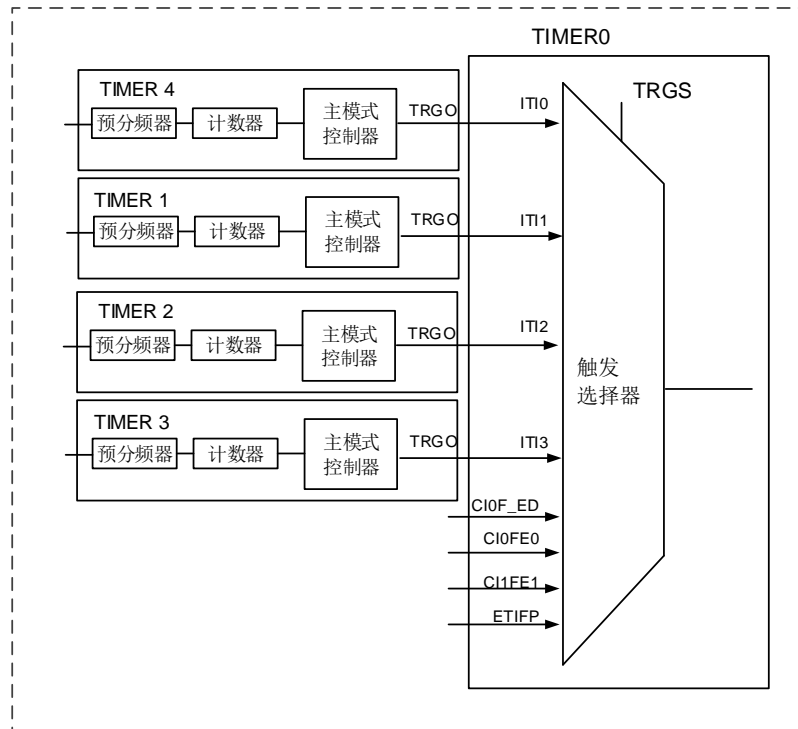 TIMER0
TIMER 4
预分频器
计数器
主模式
控制器
TRGO
ITI0
TRGS
TIMER 1
预分频器
计数器
主模式
控制器
TRGO
ITI1
TIMER 2
预分频器
计数器
主模式
控制器
TRGO
ITI2
触发
选择器
TIMER 3
预分频器
计数器
主模式
控制器
TRGO
ITI3
CI0F_ED
CI0FE0
CI1FE1
ETIFP